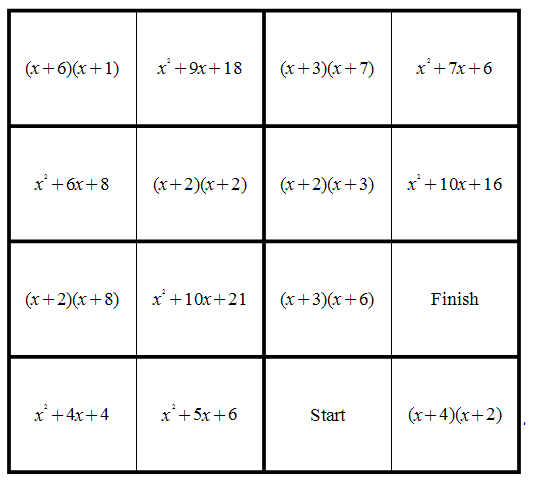 (x+6)(x+1) x²+9x+18 (x+3)(x+7) x²+7x+6
x²+6x+8 (x+2)(x+2) (x+2)(x+3) x²+10x+16
(x+2)(x+8) x²+10x+21 (x+3)(x+6) Finish
x²+4x+4 x²+5x+6 Start (x+4)(x+2)